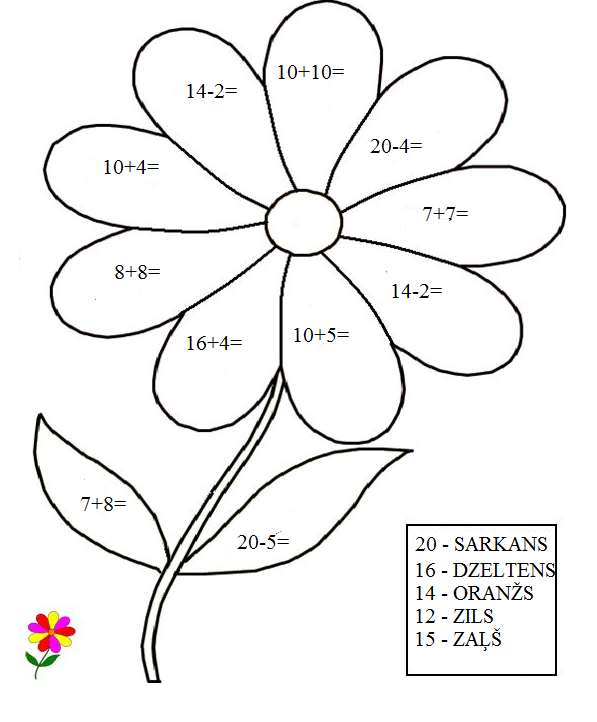 10+10=
14-2=
20-4=
10+4=
7+7=
8+8=
14-2=
16+4=
10+5=
7+8=
20-5=
20 - SARKANS
16 - DZELTENS
14 - ORANŽS
12 - ZILS
15 - ZAĻŠ